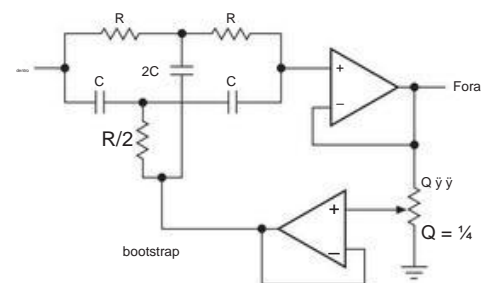 R
R
C
2C
C
R/2
+
−
Fora
Q ÿ ÿ
+
−
Q = ¼
bootstrap